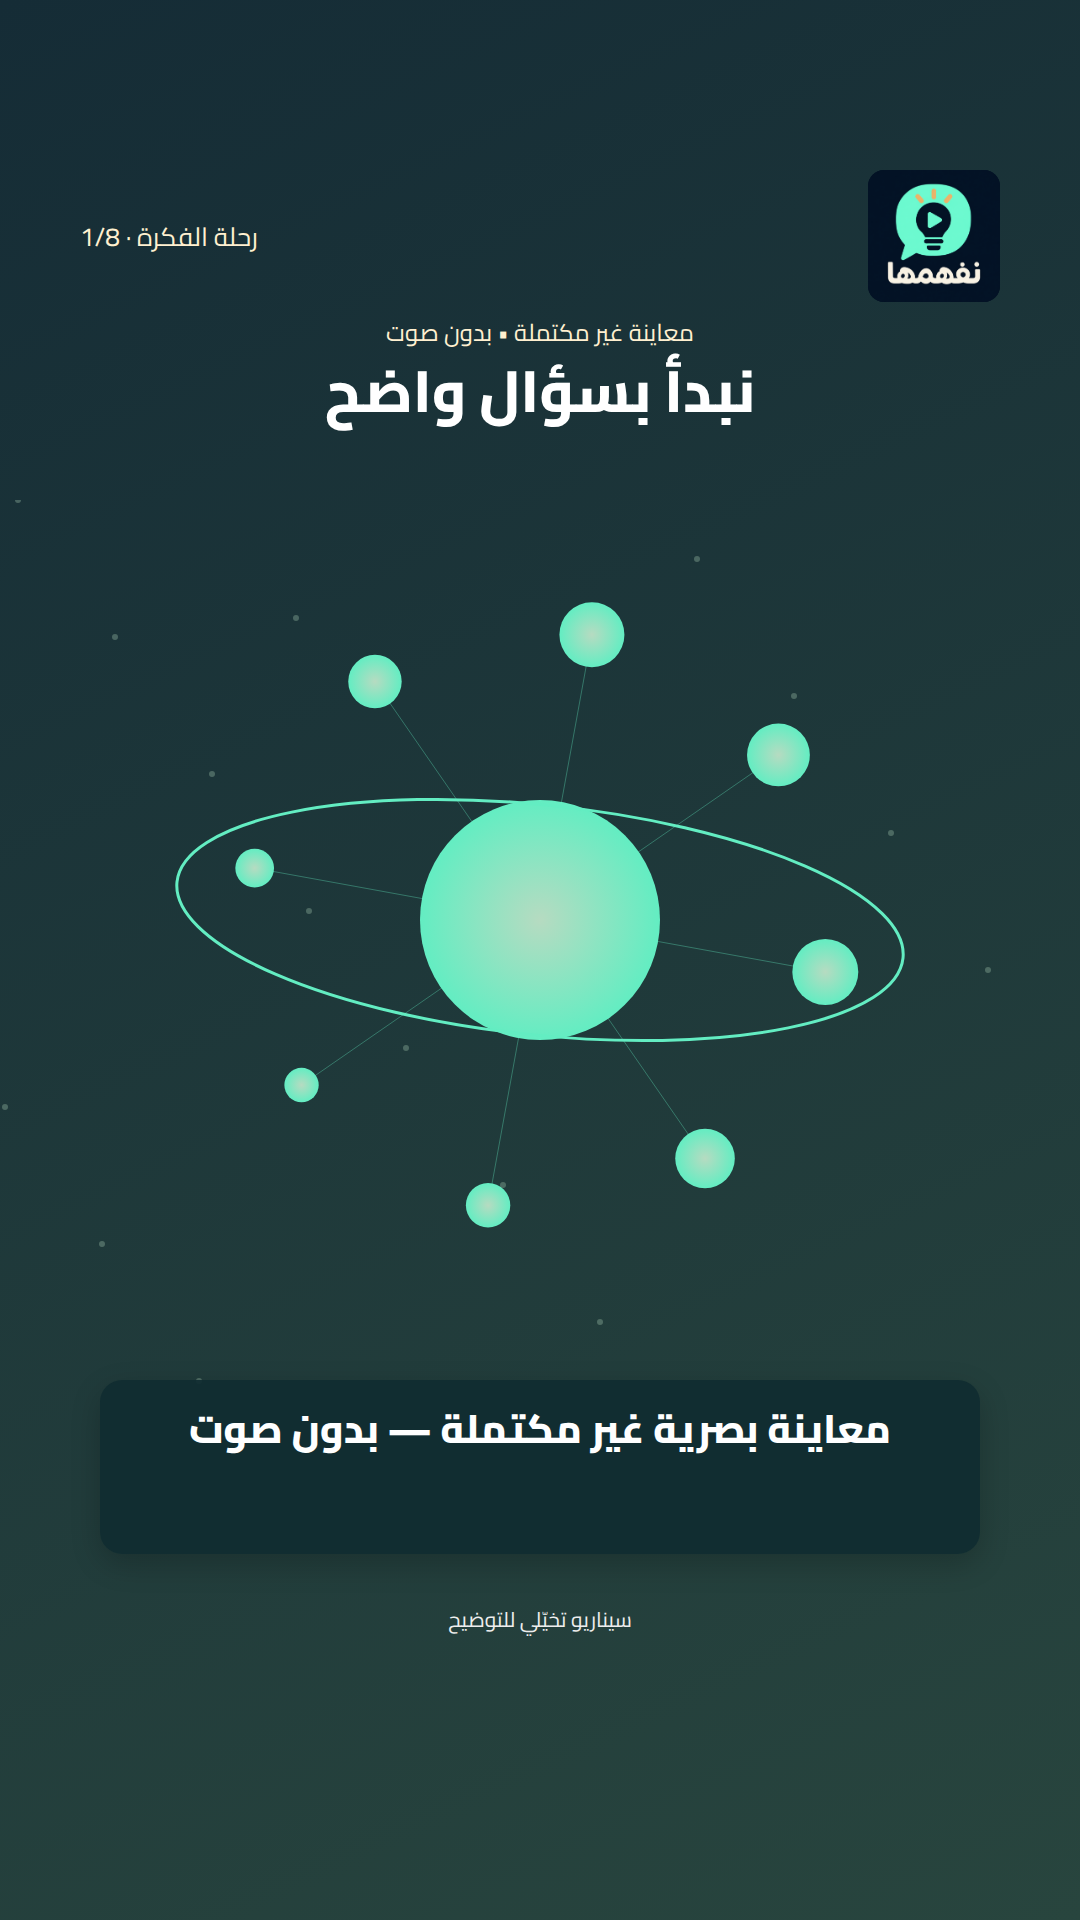 نفهمها
رحلة الفكرة · 1/8
معاينة غير مكتملة ▪ بدون صوت
نبدأ بسؤال واضح
معاينة بصرية غير مكتملة — بدون صوت
سيناريو تخيّلي للتوضيح